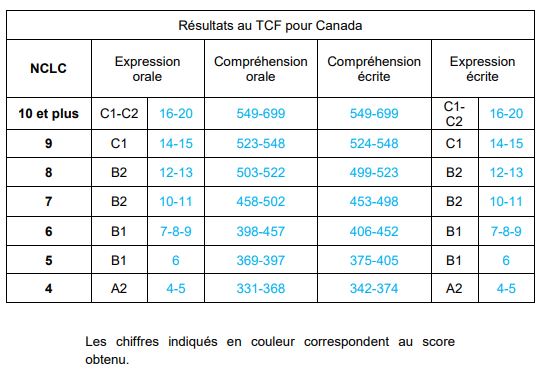 Résultats au TCF pour Canada
NCLC Expression orale Compréhension orale Compréhension écrite Expression écrite
10 et plus C1-C2 16-20 549-699 549-699 C1-C2 16-20
9 C1 14-15 523-548 524-548 C1 14-15
8 B2 12-13 503-522 499-523 B2 12-13
7 B2 10-11 458-502 453-498 B2 10-11
6 B1 7-8-9 398-457 406-452 B1 7-8-9
5 B1 6 369-397 375-405 B1 6
4 A2 4-5 331-368 342-374 A2 4-5
Les chiffres indiqués en couleur correspondent au score
obtenu.